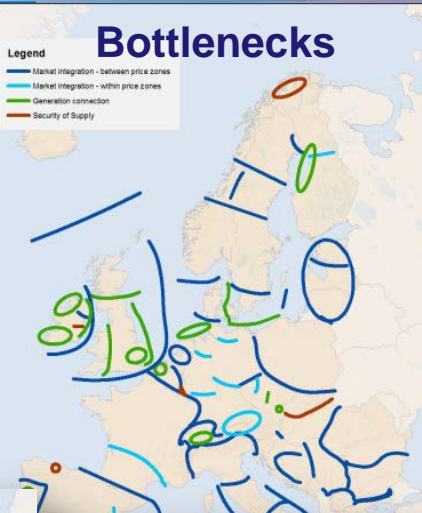 Bottlenecks
Legend
Market integration - between price zones
Market integration - within price zones
Generation connection
Security of Supply